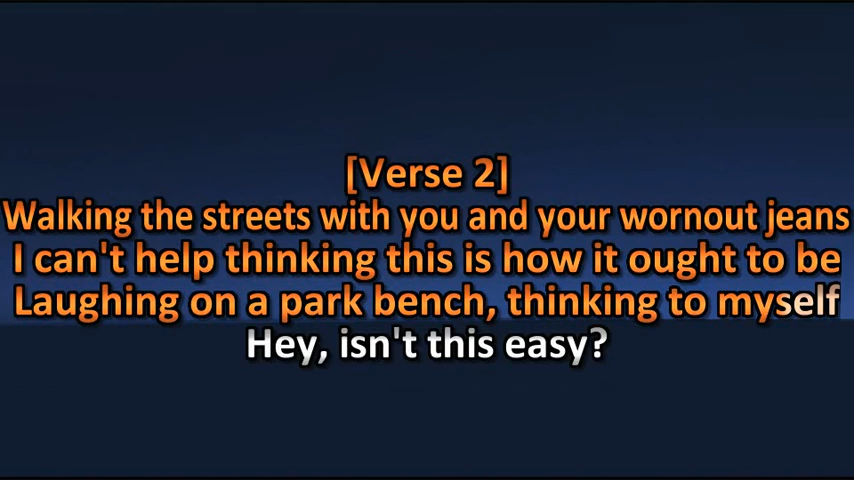 [Verse 2]
Walking the streets with you and your wornout jeans
I can't help thinking this is how it ought to be
Laughing on a park bench, thinking to myself
Hey, isn't this easy?